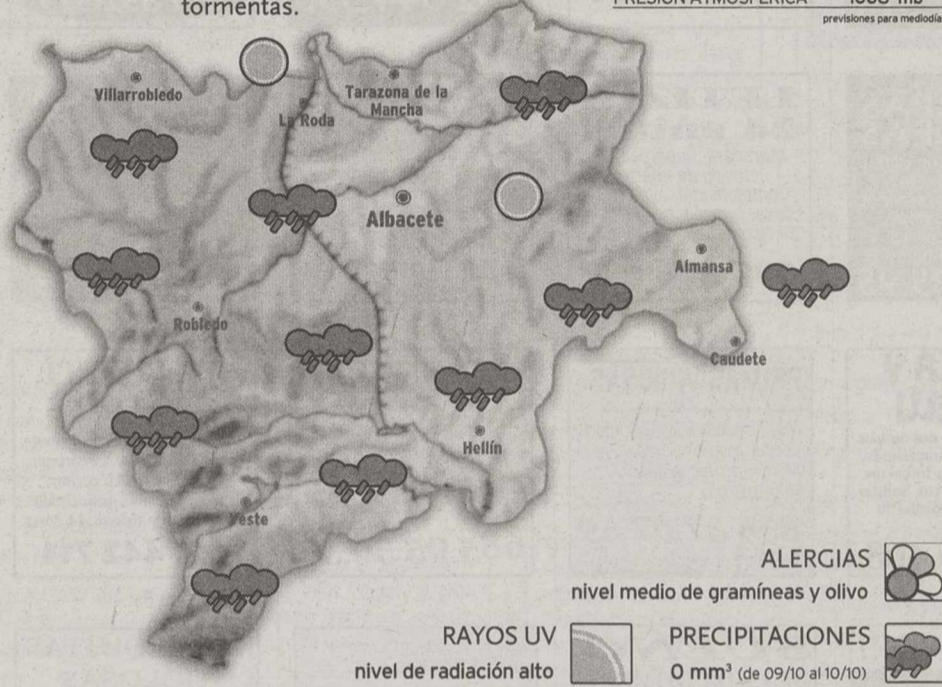 tormentas.
PRESIÓN ATMOSFÉRICA
previsiones para mediodía
Villarrobledo
La Roda
Tarazona de la
Mancha
Albacete
Almansa
Robledo
Caudete
Hellín
Yeste
ALERGIAS
nivel medio de gramíneas y olivo
RAYOS UV
nivel de radiación alto
PRECIPITACIONES
0 mm³ (de 09/10 al 10/10)